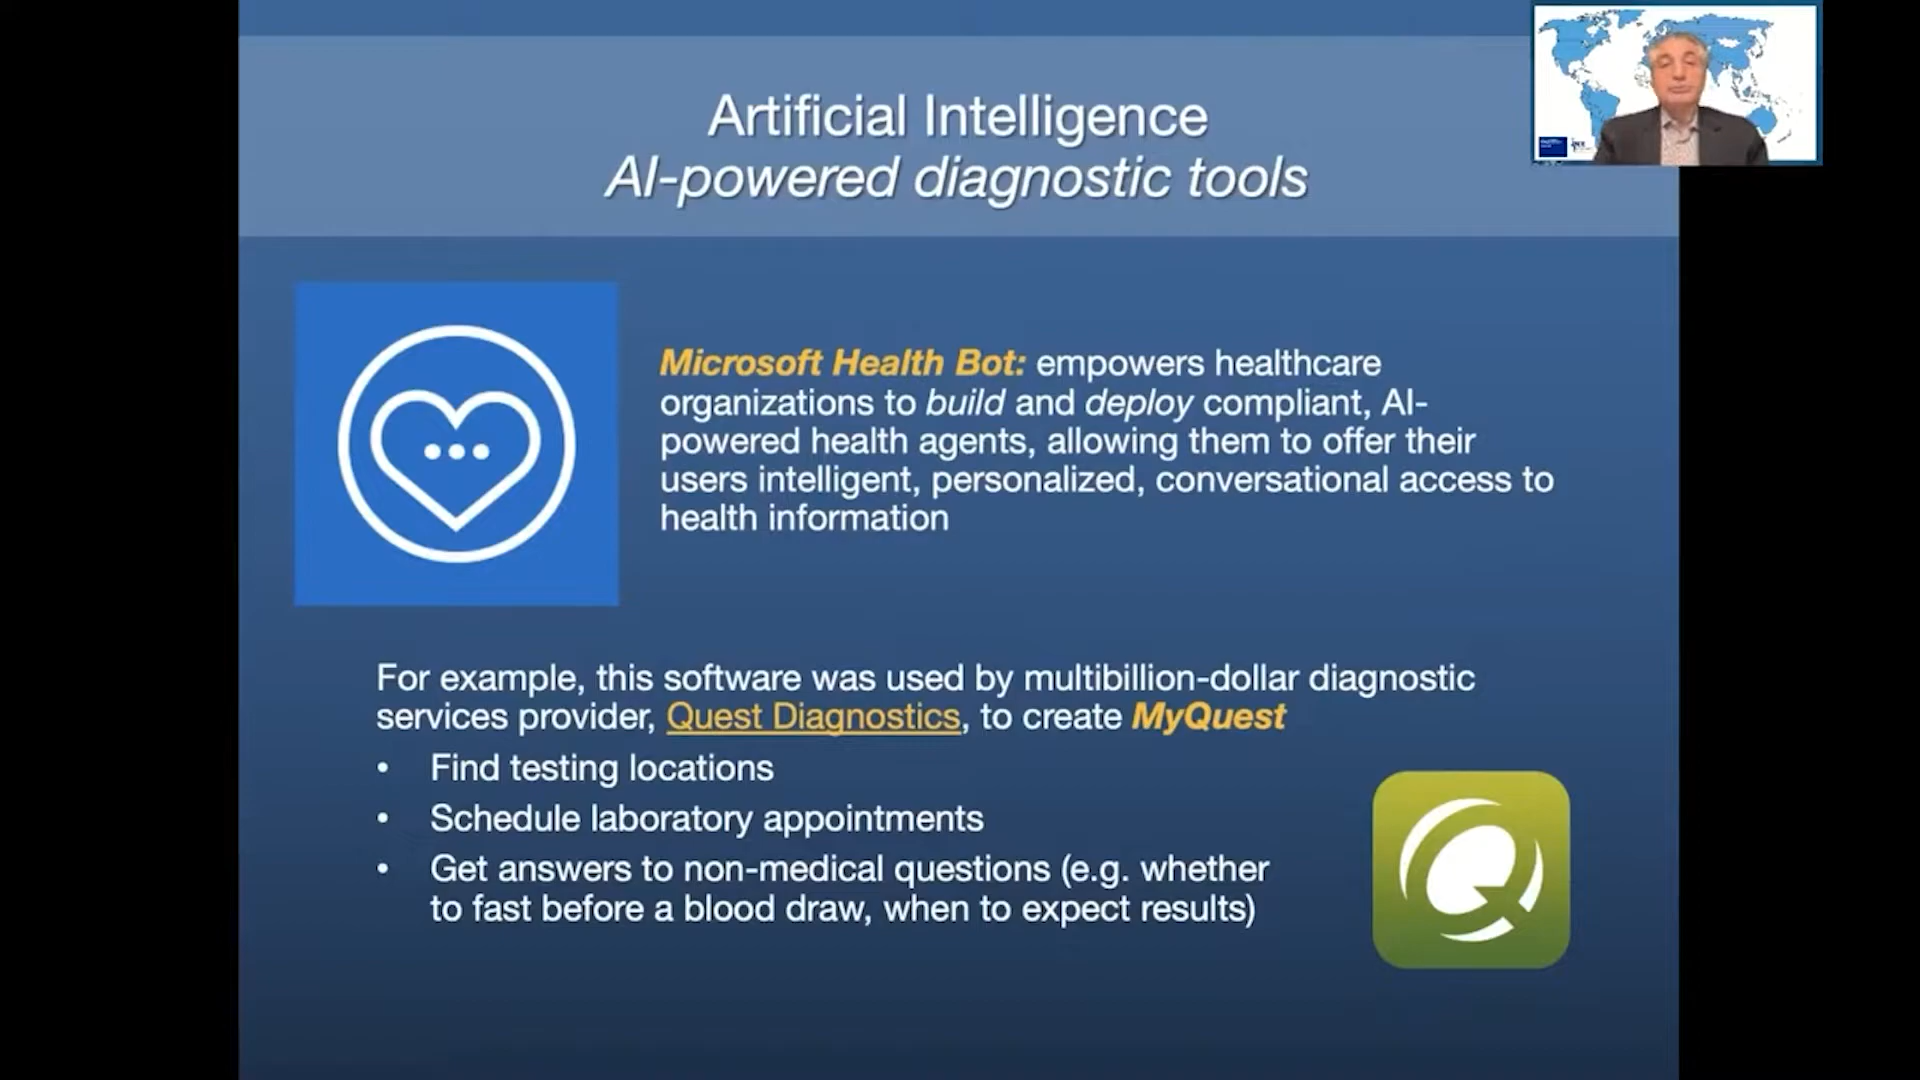 Artificial Intelligence
AI-powered diagnostic tools
Microsoft Health Bot: empowers healthcare
organizations to build and deploy compliant, AI-
powered health agents, allowing them to offer their
users intelligent, personalized, conversational access to
health information
For example, this software was used by multibillion-dollar diagnostic
services provider, Quest Diagnostics, to create MyQuest
• Find testing locations
• Schedule laboratory appointments
• Get answers to non-medical questions (e.g. whether
to fast before a blood draw, when to expect results)